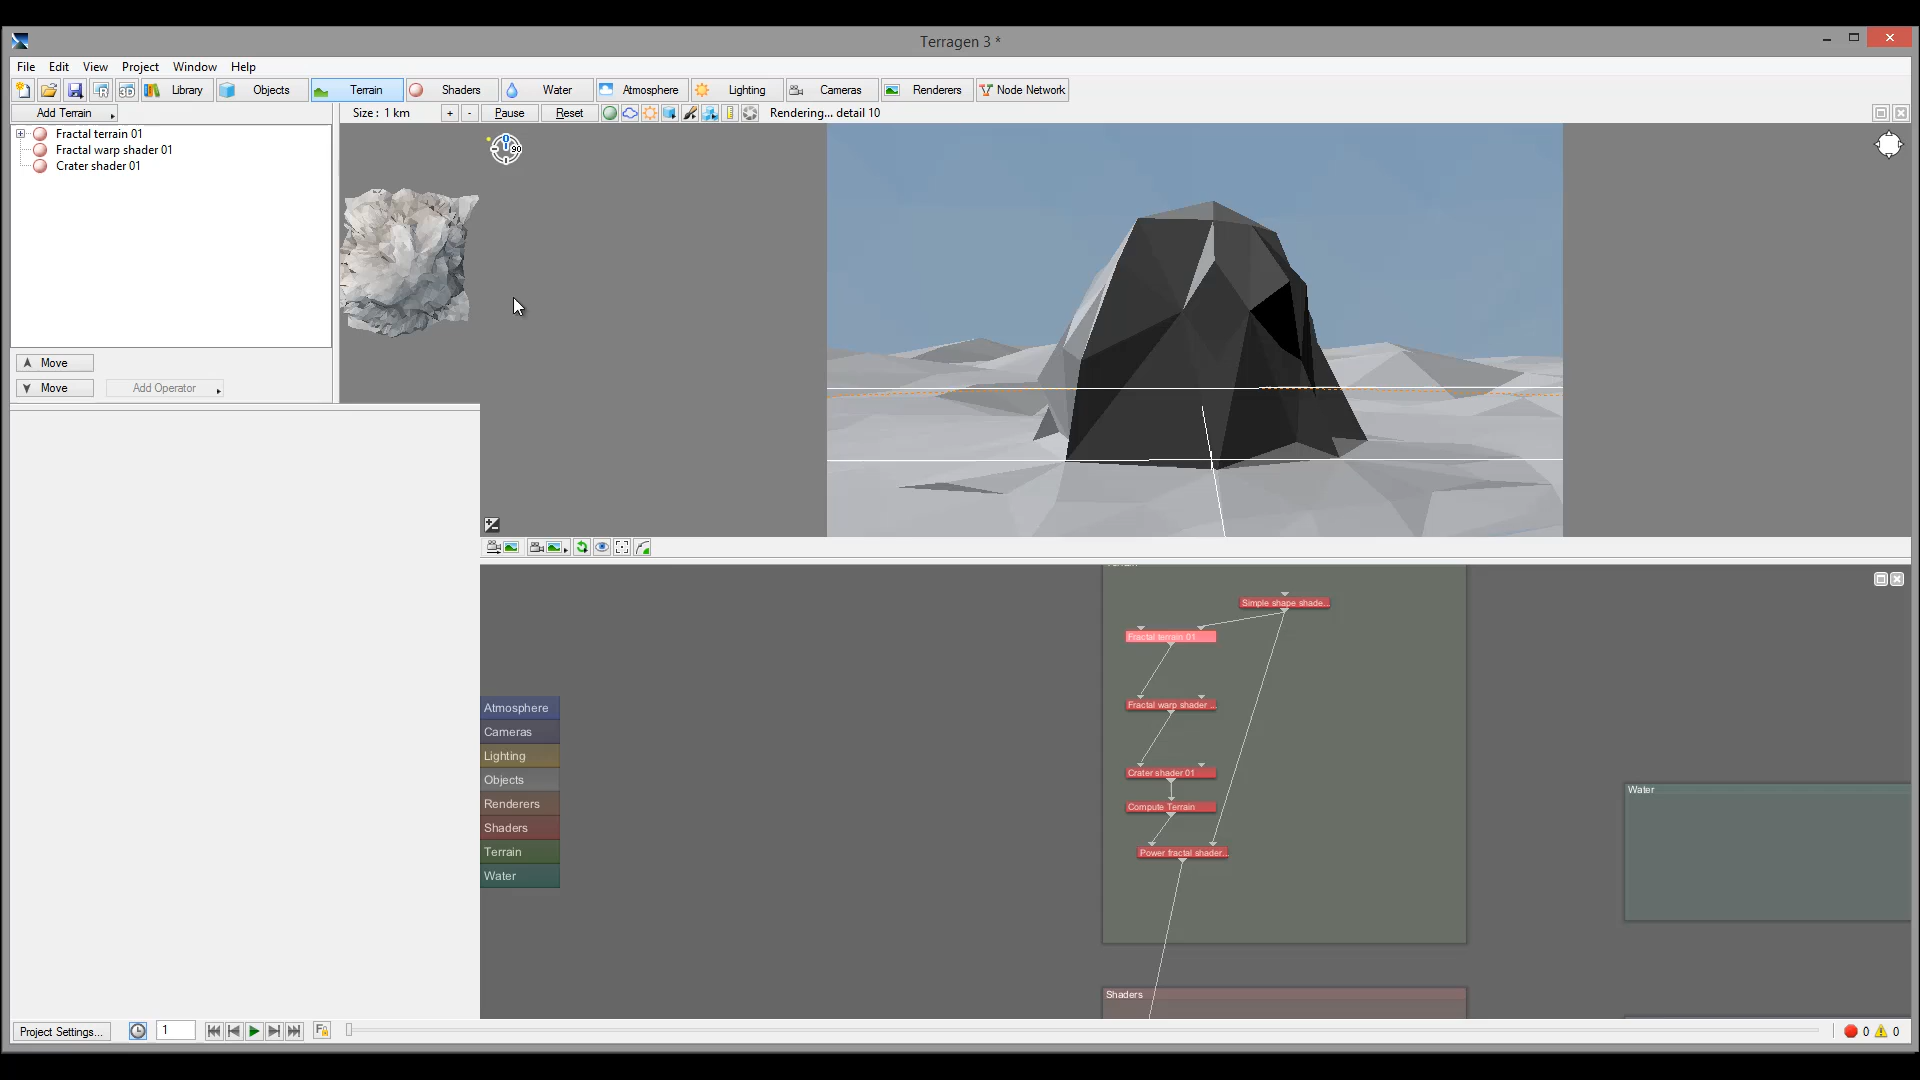 Terragen 3 *
File Edit View Project Window Help
Library Objects Terrain Shaders Water Atmosphere Lighting Cameras Renderers Node Network
Add Terrain Size : 1 km + - Pause Reset Rendering... detail 10
Fractal terrain 01
Fractal warp shader 01
Crater shader 01
90
Move
Move Add Operator
Simple shape shade...
Fractal terrain 01
Fractal warp shader ...
Crater shader 01
Compute Terrain
Power fractal shader...
Atmosphere
Cameras
Lighting
Objects
Renderers
Shaders
Terrain
Water
Water
Shaders
Project Settings... 1 F 0 0